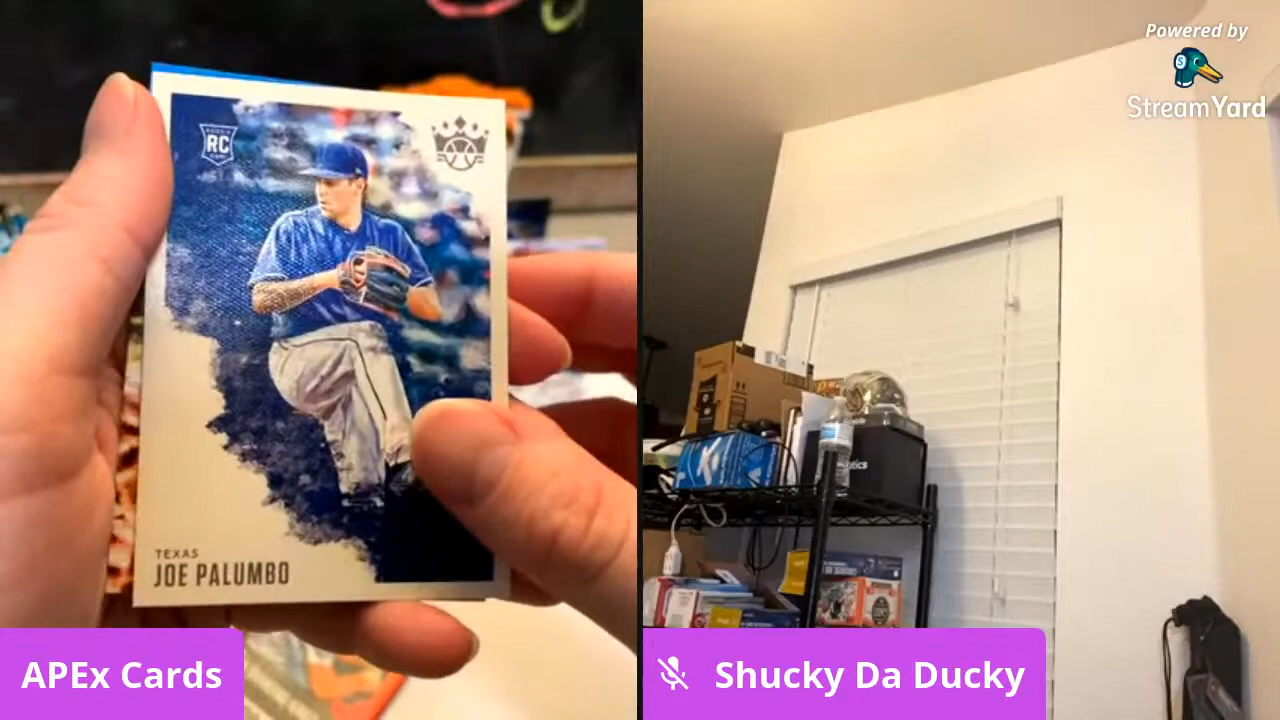 RC
TEXAS
JOE PALUMBO
APEx Cards
Powered by
StreamYard
Shucky Da Ducky